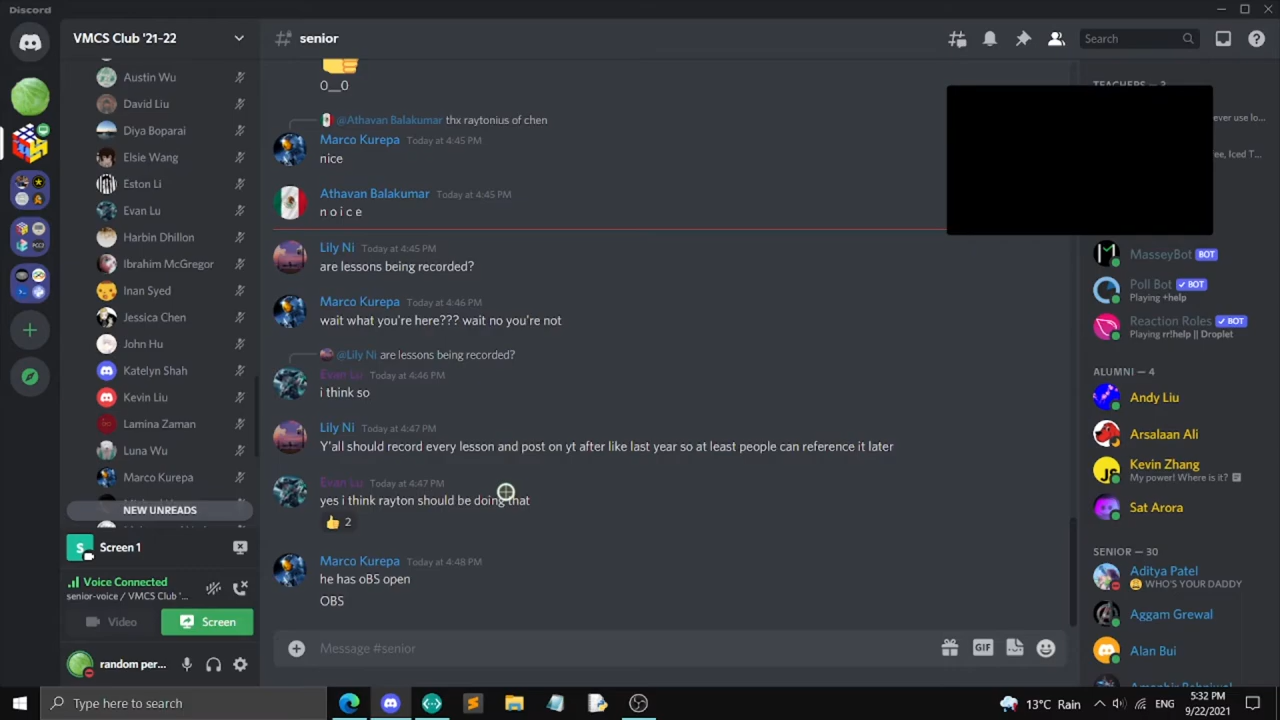 Discord
VMCS Club '21-22
Austin Wu
David Liu
Diya Boparai
Elsie Wang
Eston Li
Evan Lu
Harbin Dhillon
Ibrahim McGregor
Inan Syed
Jessica Chen
John Hu
Katelyn Shah
Kevin Liu
Lamina Zaman
Luna Wu
Marco Kurepa
NEW UNREADS
Screen 1
Voice Connected
senior-voice / VMCS Club '...
Video
Screen
random per...
senior
Search
0__0
@Athavan Balakumar thx raytonius of chen
Marco Kurepa Today at 4:45 PM
nice
Athavan Balakumar Today at 4:45 PM
n o i c e
Lily Ni Today at 4:45 PM
are lessons being recorded?
Marco Kurepa Today at 4:46 PM
wait what you're here??? wait no you're not
@Lily Ni are lessons being recorded?
Evan Lu Today at 4:46 PM
i think so
Lily Ni Today at 4:47 PM
Y'all should record every lesson and post on yt after like last year so at least people can reference it later
Evan Lu Today at 4:47 PM
yes i think rayton should be doing that
2
Marco Kurepa Today at 4:48 PM
he has oBS open
OBS
Message #senior
GIF
ever use lo...
ree, Iced T...
MasseyBot BOT
Poll Bot BOT
Playing +help
Reaction Roles BOT
Playing rr!help || Droplet
ALUMNI — 4
Andy Liu
Arsalaan Ali
Kevin Zhang
My power! Where is it?
Sat Arora
SENIOR — 30
Aditya Patel
WHO'S YOUR DADDY
Aggam Grewal
Alan Bui
Type here to search
13°C Rain
ENG
5:32 PM
9/22/2021